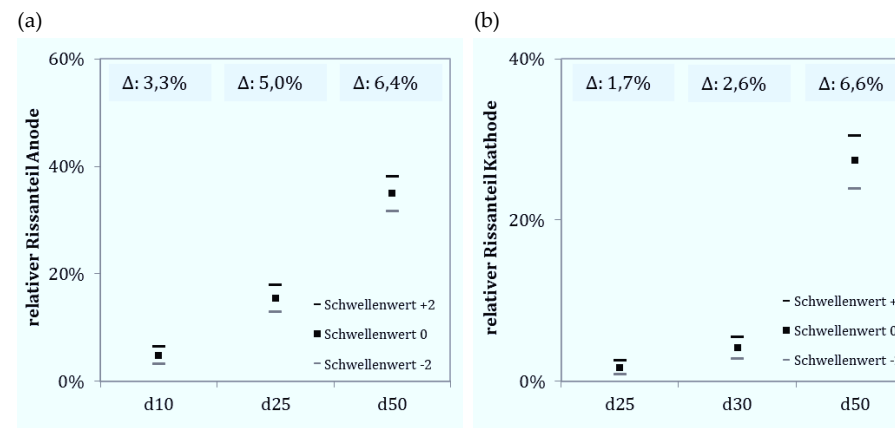 (a)
relativer Rissanteil Anode
60%
40%
20%
0%
Δ: 3,3%
Δ: 5,0%
Δ: 6,4%
Schwellenwert +2
Schwellenwert 0
Schwellenwert -2
d10
d25
d50
(b)
relativer Rissanteil Kathode
40%
20%
0%
Δ: 1,7%
Δ: 2,6%
Δ: 6,6%
Schwellenwert +
Schwellenwert 0
Schwellenwert -
d25
d30
d50